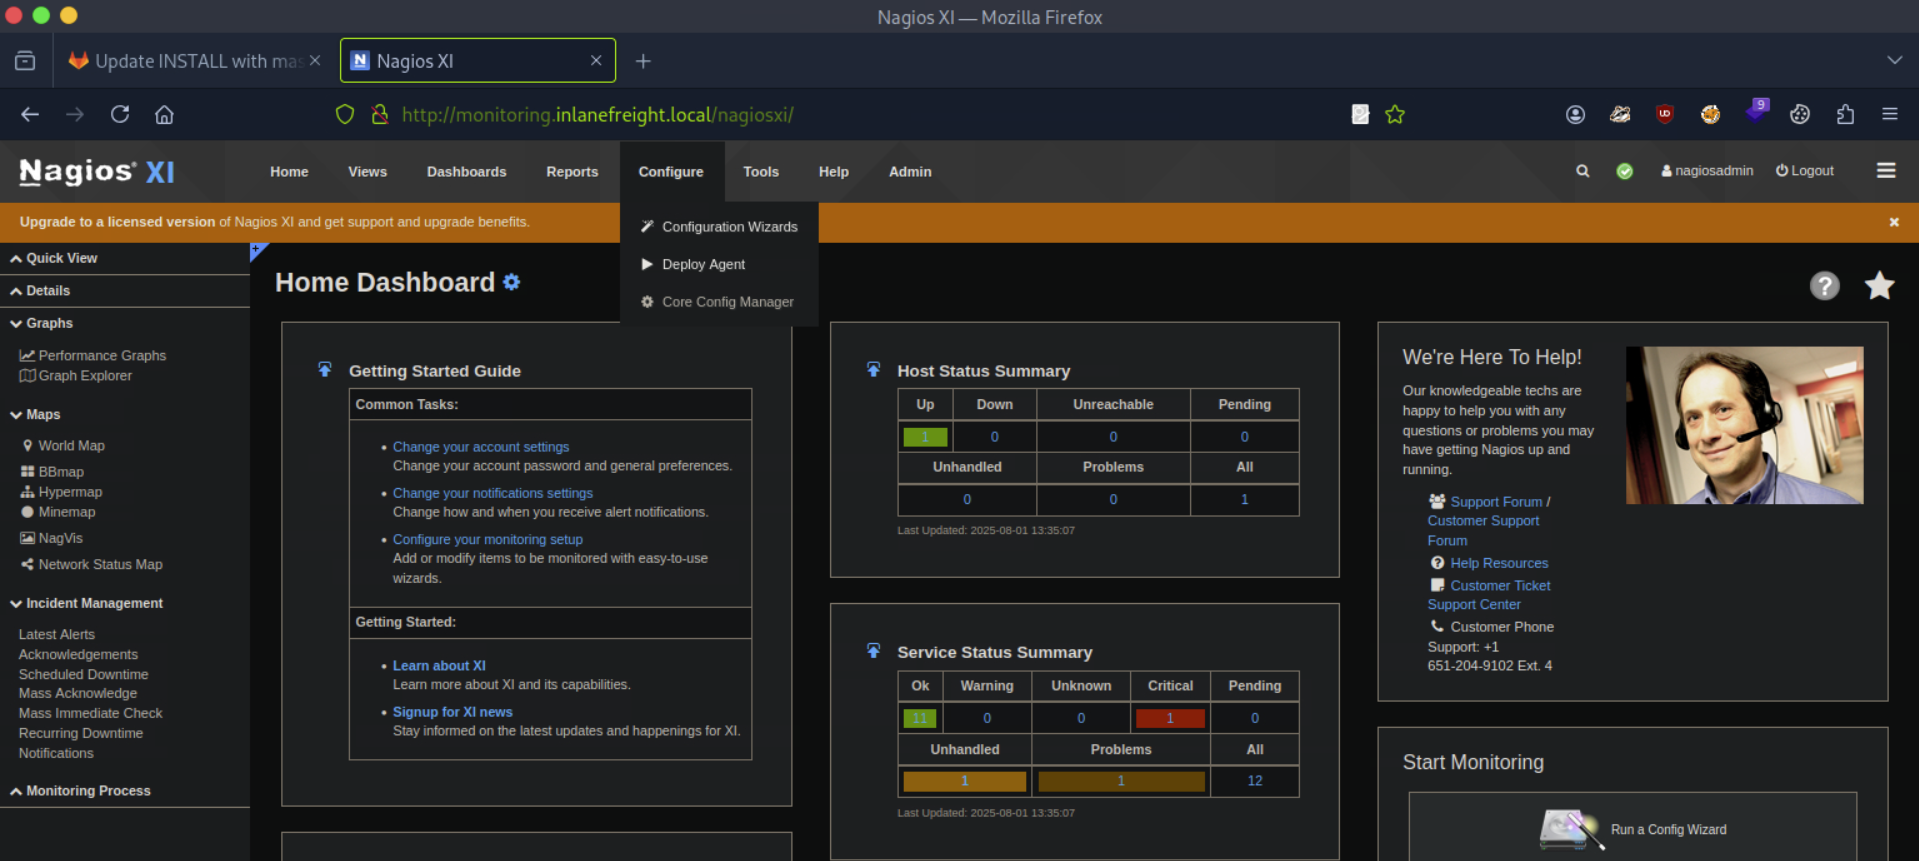 Nagios XI — Mozilla Firefox
Update INSTALL with mas
Nagios XI
http://monitoring.inlanefreight.local/nagiosxi/
9
Nagios® XI
Home Views Dashboards Reports Configure Tools Help Admin
nagiosadmin Logout
Upgrade to a licensed version of Nagios XI and get support and upgrade benefits.
Configuration Wizards
Deploy Agent
Core Config Manager
Quick View
Details
Graphs
Performance Graphs
Graph Explorer
Maps
World Map
BBmap
Hypermap
Minemap
NagVis
Network Status Map
Incident Management
Latest Alerts
Acknowledgements
Scheduled Downtime
Mass Acknowledge
Mass Immediate Check
Recurring Downtime
Notifications
Monitoring Process
Home Dashboard
Getting Started Guide
Common Tasks:
• Change your account settings
Change your account password and general preferences.
• Change your notifications settings
Change how and when you receive alert notifications.
• Configure your monitoring setup
Add or modify items to be monitored with easy-to-use
wizards.
Getting Started:
• Learn about XI
Learn more about XI and its capabilities.
• Signup for XI news
Stay informed on the latest updates and happenings for XI.
Host Status Summary
Up Down Unreachable Pending
1 0 0 0
Unhandled Problems All
0 0 1
Last Updated: 2025-08-01 13:35:07
Service Status Summary
Ok Warning Unknown Critical Pending
11 0 0 1 0
Unhandled Problems All
1 1 12
Last Updated: 2025-08-01 13:35:07
We're Here To Help!
Our knowledgeable techs are
happy to help you with any
questions or problems you may
have getting Nagios up and
running.
Support Forum /
Customer Support
Forum
Help Resources
Customer Ticket
Support Center
Customer Phone
Support: +1
651-204-9102 Ext. 4
Start Monitoring
Run a Config Wizard